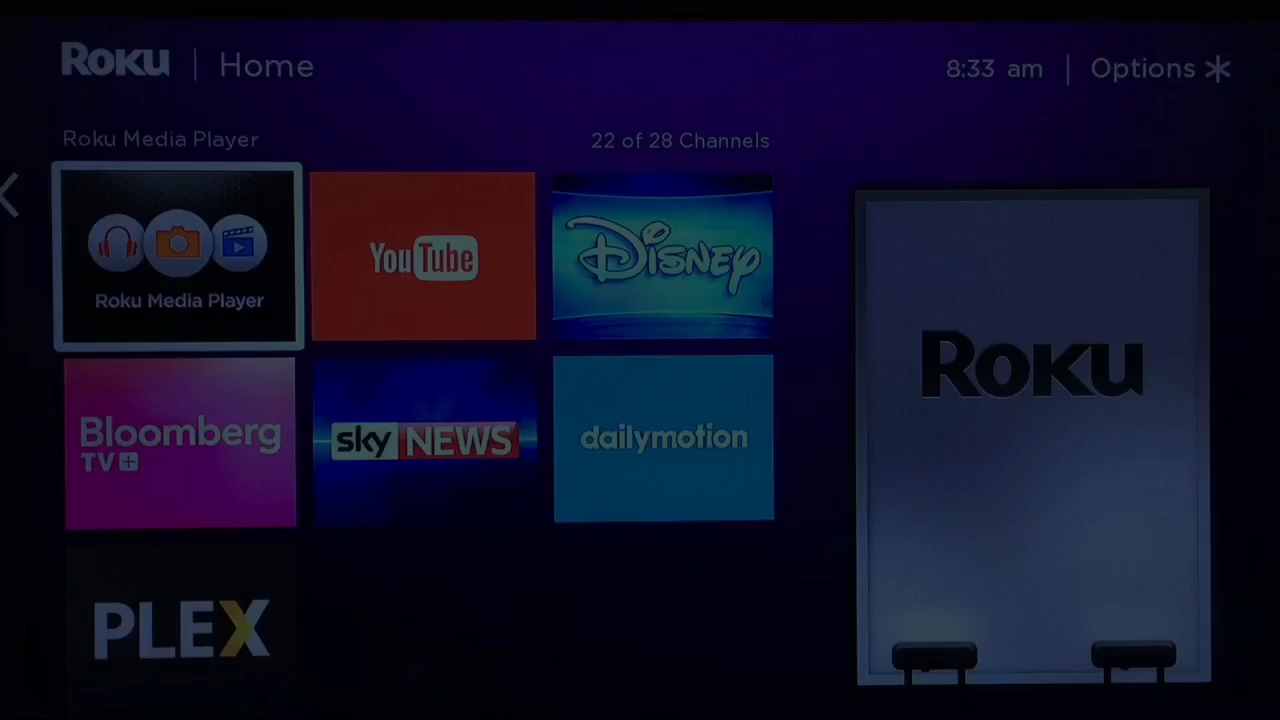 Roku | Home
8:33 am | Options
Roku Media Player
22 of 28 Channels
Roku Media Player
YouTube
Disney
Bloomberg
TV+
sky NEWS
dailymotion
PLEX
Roku